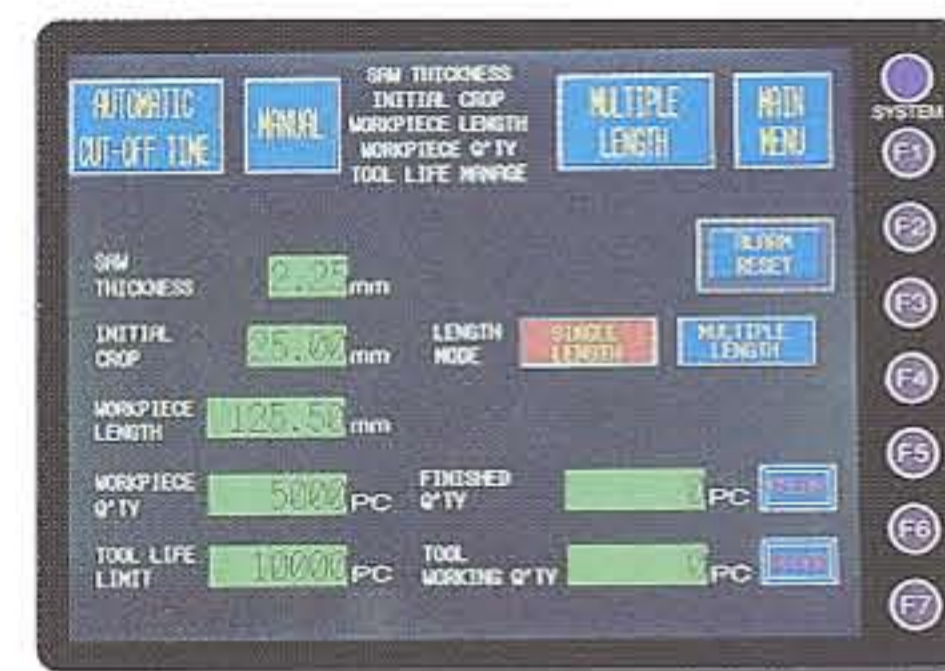 AUTOMATIC
CUT-OFF TIME
MANUAL
SAW THICKNESS
INITIAL CROP
WORKPIECE LENGTH
WORKPIECE Q'TY
TOOL LIFE MANAGE
MULTIPLE
LENGTH
MAIN
MENU
SYSTEM
F1
F2
F3
F4
F5
F6
F7
ALARM
RESET
SAW
THICKNESS
2.25 mm
INITIAL
CROP
25.00 mm
LENGTH
MODE
SINGLE
LENGTH
MULTIPLE
LENGTH
WORKPIECE
LENGTH
125.50 mm
WORKPIECE
Q'TY
5000 PC
FINISHED
Q'TY
PC
TOOL LIFE
LIMIT
10000 PC
TOOL
WORKING Q'TY
0 PC